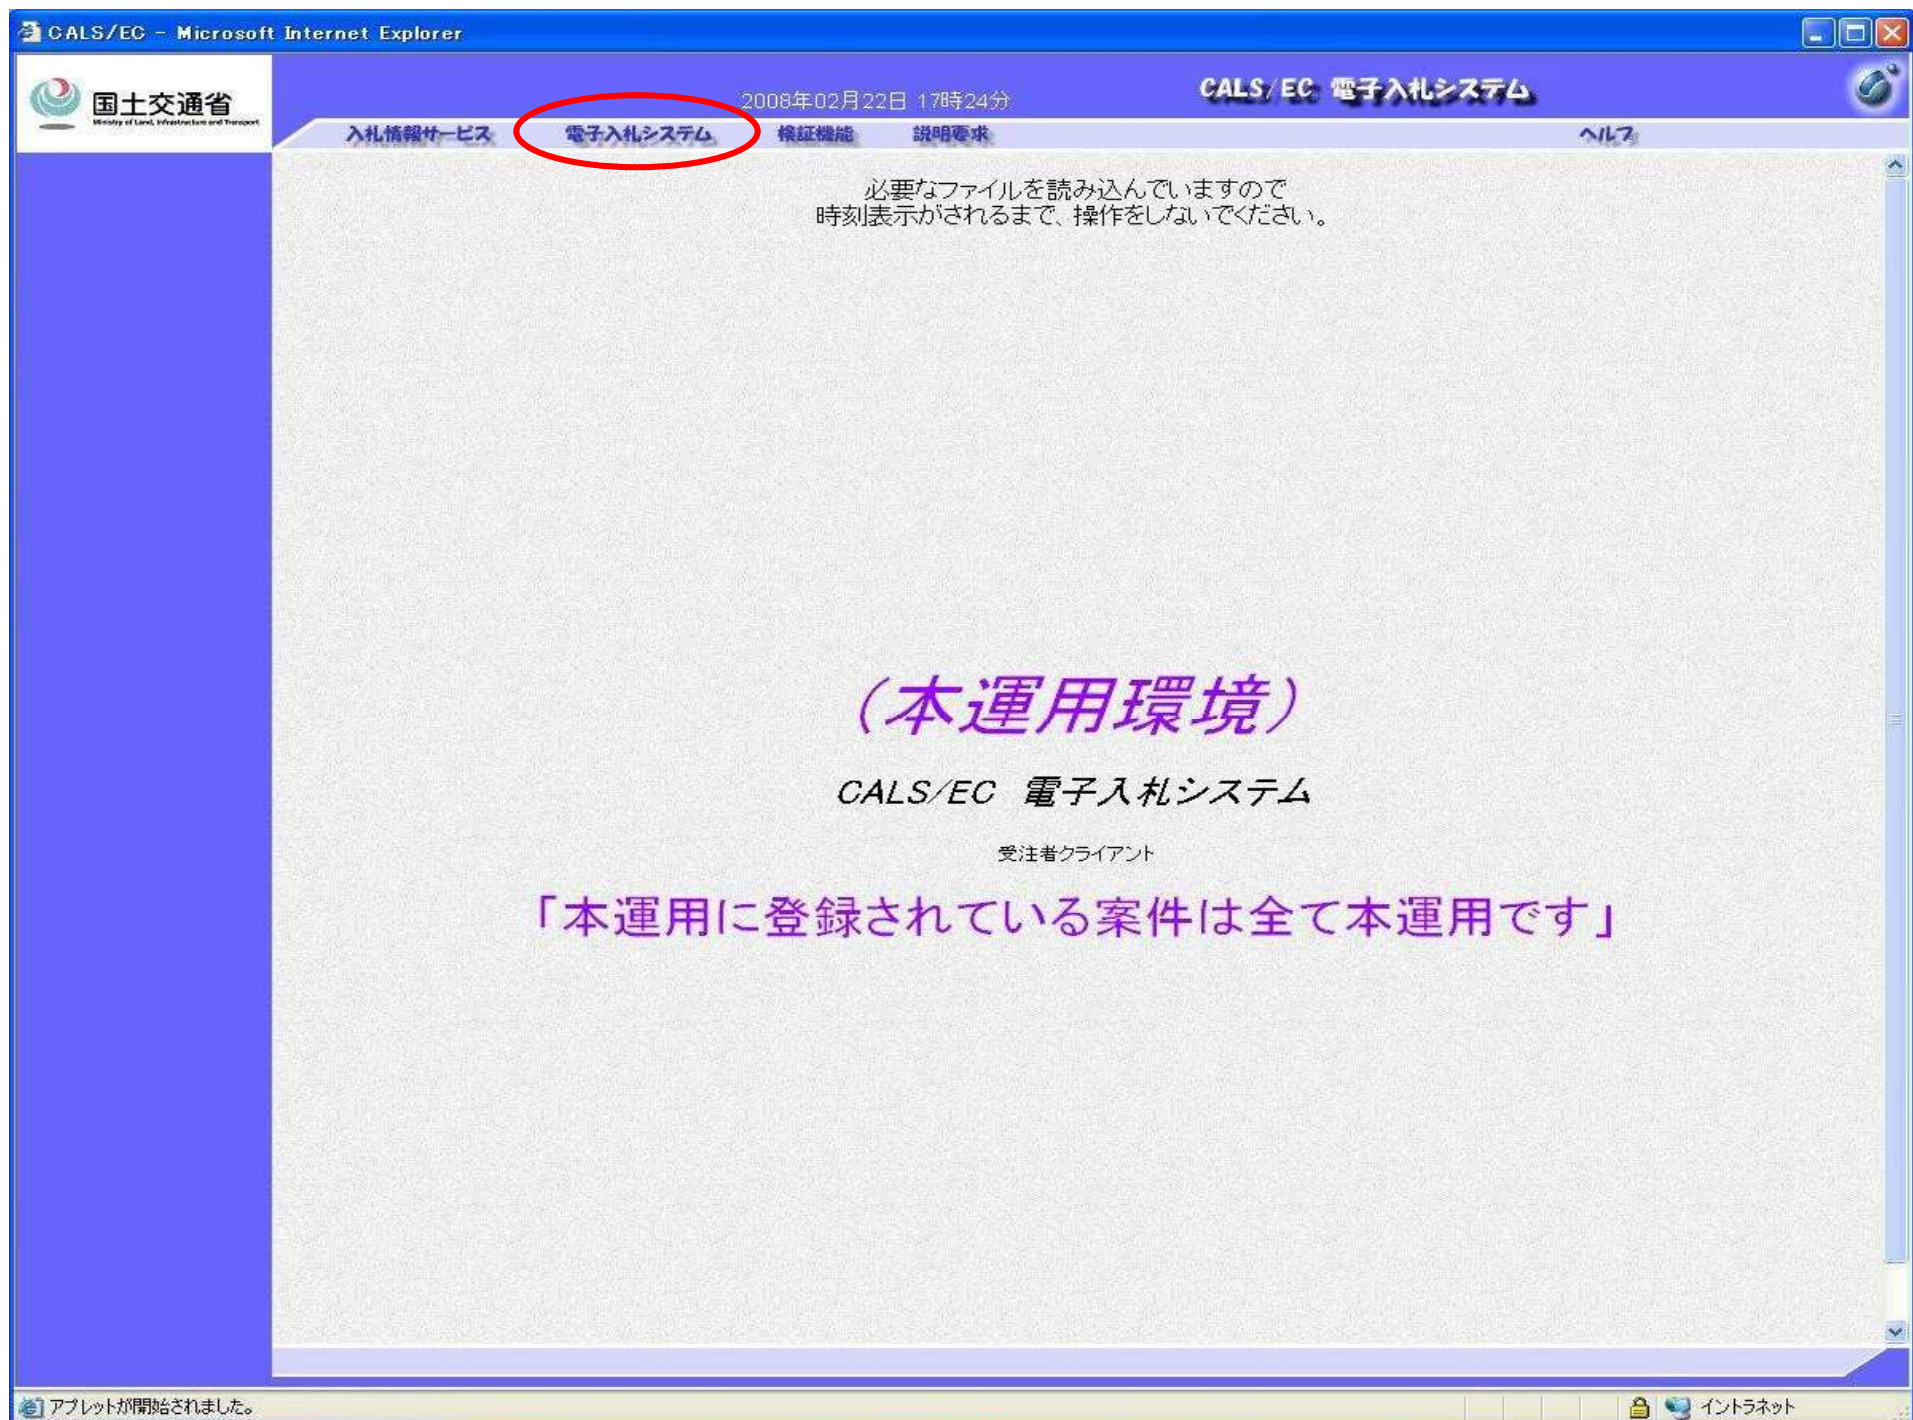 CALS/EC - Microsoft Internet Explorer
国土交通省
Ministry of Land, Infrastructure and Transport
2008年02月22日 17時24分
CALS/EC 電子入札システム
入札情報サービス 電子入札システム 検証機能 説明要求 ヘルプ
必要なファイルを読み込んでいますので
時刻表示がされるまで、操作をしないでください。
（本運用環境）
CALS/EC 電子入札システム
受注者クライアント
「本運用に登録されている案件は全て本運用です」
アプレットが開始されました。
イントラネット